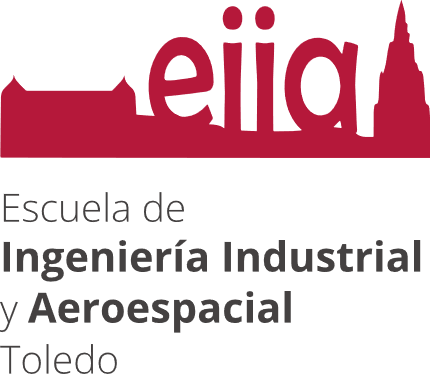 eiia
Escuela de
Ingeniería Industrial
y Aeroespacial
Toledo